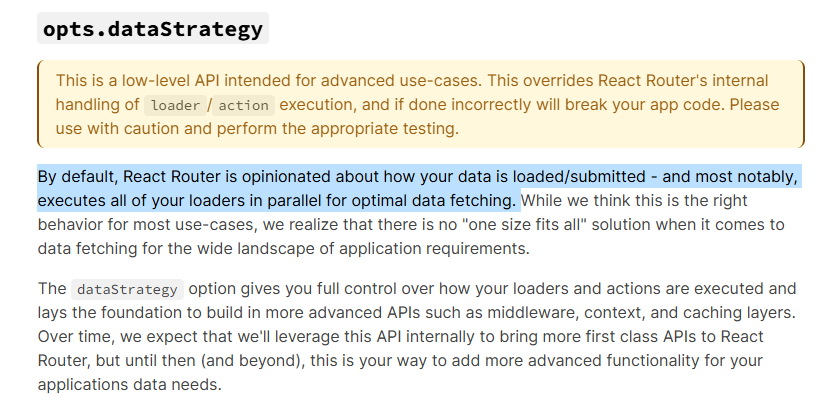 opts.dataStrategy
This is a low-level API intended for advanced use-cases. This overrides React Router's internal
handling of loader/action execution, and if done incorrectly will break your app code. Please
use with caution and perform the appropriate testing.
By default, React Router is opinionated about how your data is loaded/submitted - and most notably,
executes all of your loaders in parallel for optimal data fetching. While we think this is the right
behavior for most use-cases, we realize that there is no "one size fits all" solution when it comes to
data fetching for the wide landscape of application requirements.
The dataStrategy option gives you full control over how your loaders and actions are executed and
lays the foundation to build in more advanced APIs such as middleware, context, and caching layers.
Over time, we expect that we'll leverage this API internally to bring more first class APIs to React
Router, but until then (and beyond), this is your way to add more advanced functionality for your
applications data needs.